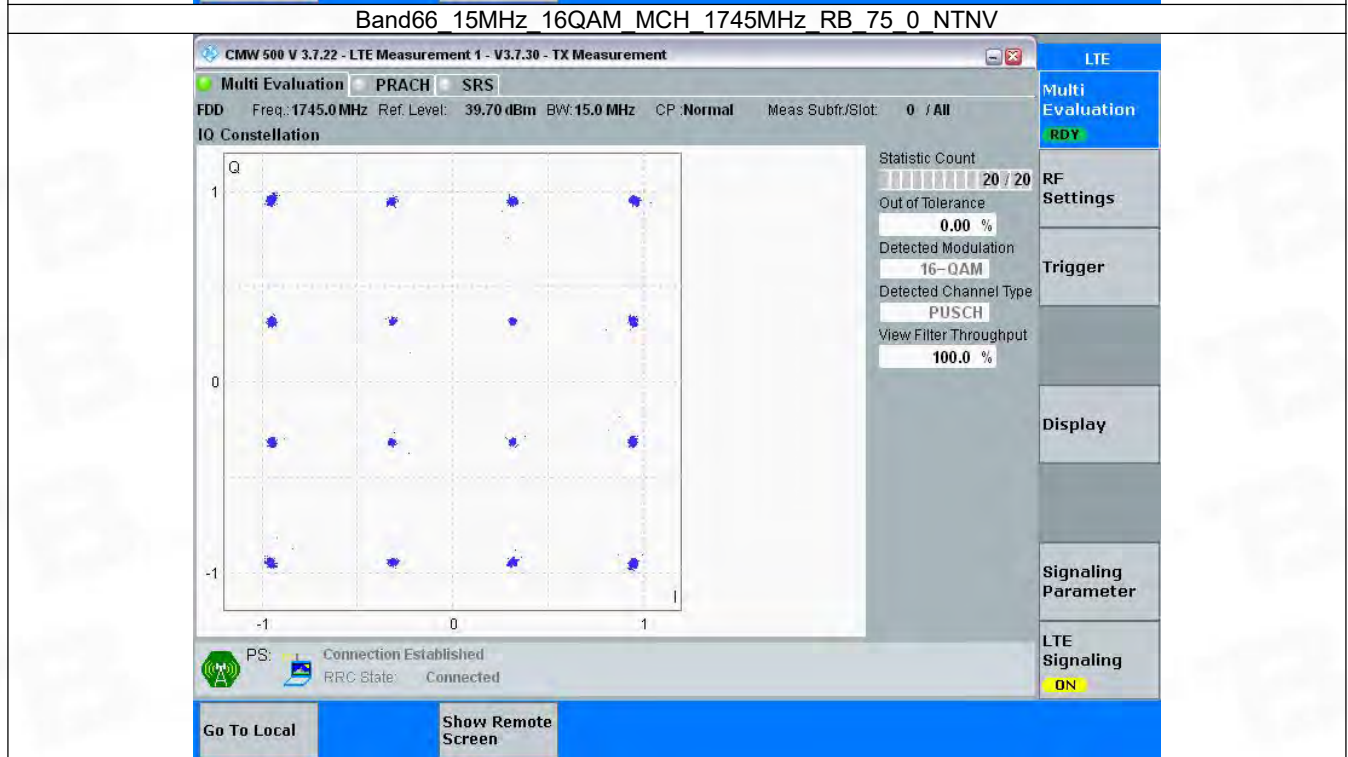 Band66_15MHz_16QAM_MCH_1745MHz_RB_75_0_NTNV
CMW 500 V 3.7.22 - LTE Measurement 1 - V3.7.30 - TX Measurement
LTE
Multi Evaluation PRACH SRS
FDD Freq.: 1745.0 MHz Ref. Level: 39.70 dBm BW: 15.0 MHz CP : Normal Meas Subfr./Slot: 0 / All
IQ Constellation
Q
1
0
-1
-1 0 1
I
Statistic Count
20 / 20
Out of Tolerance
0.00 %
Detected Modulation
16-QAM
Detected Channel Type
PUSCH
View Filter Throughput
100.0 %
Multi
Evaluation
RDY
RF
Settings
Trigger
Display
Signaling
Parameter
LTE
Signaling
ON
PS: Connection Established
RRC State: Connected
Go To Local
Show Remote
Screen